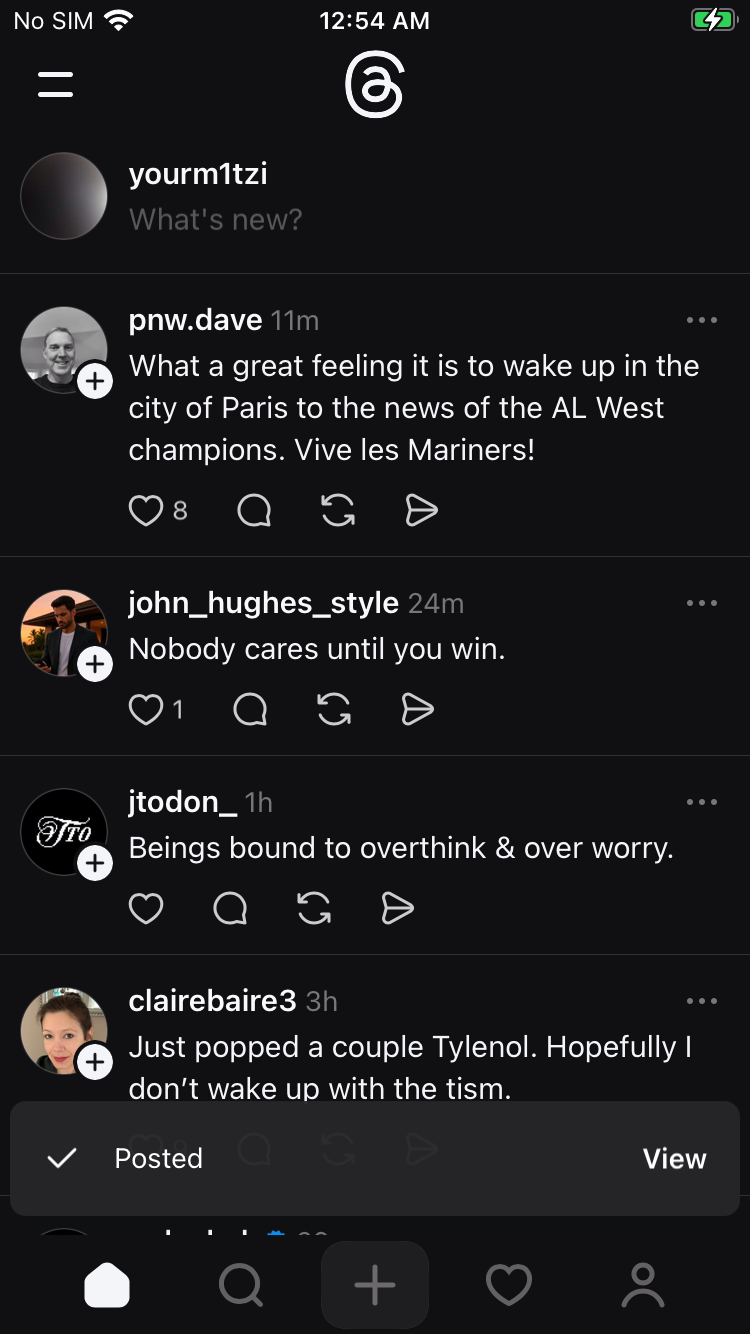 No SIM 12:54 AM
yourm1tzi
What's new?
pnw.dave 11m
What a great feeling it is to wake up in the
city of Paris to the news of the AL West
champions. Vive les Mariners!
8
john_hughes_style 24m
Nobody cares until you win.
1
jtodon_ 1h
JTO
Beings bound to overthink & over worry.
clairebaire3 3h
Just popped a couple Tylenol. Hopefully I
don’t wake up with the tism.
Posted View